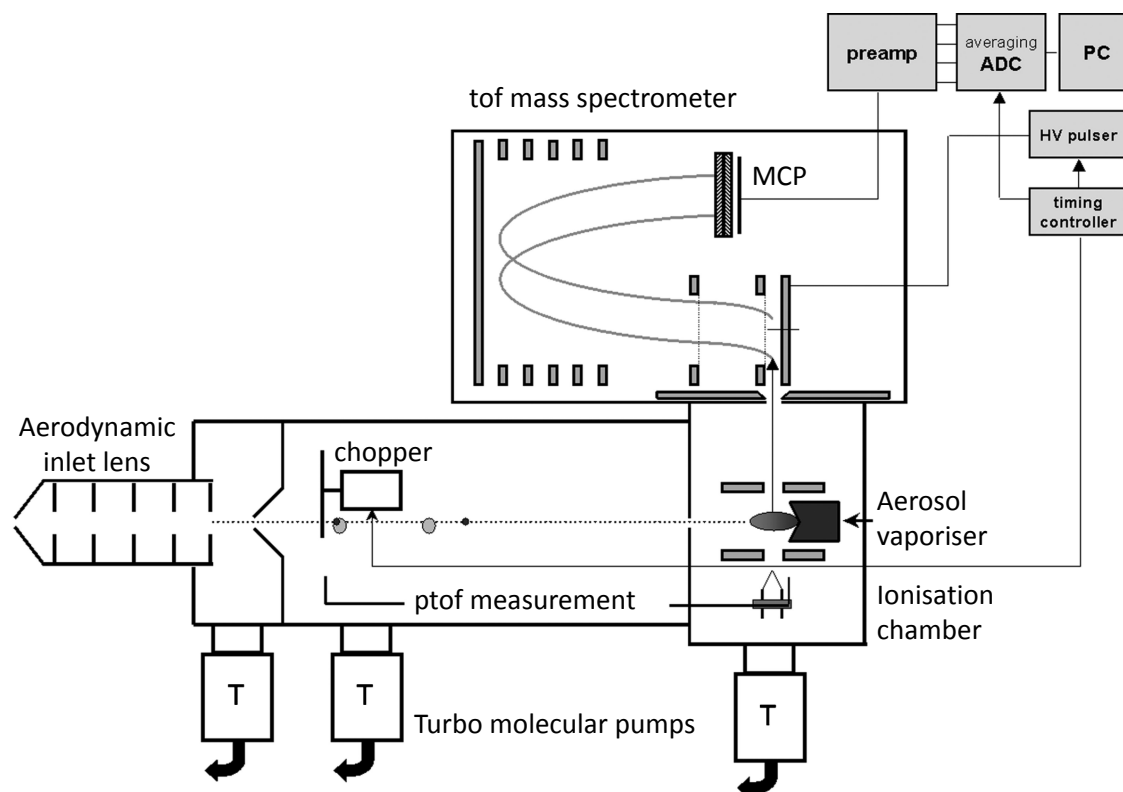 preamp
averaging
ADC
PC
tof mass spectrometer
HV pulser
MCP
timing
controller
Aerodynamic
inlet lens
chopper
Aerosol
vaporiser
ptof measurement
Ionisation
chamber
T
T
T
Turbo molecular pumps